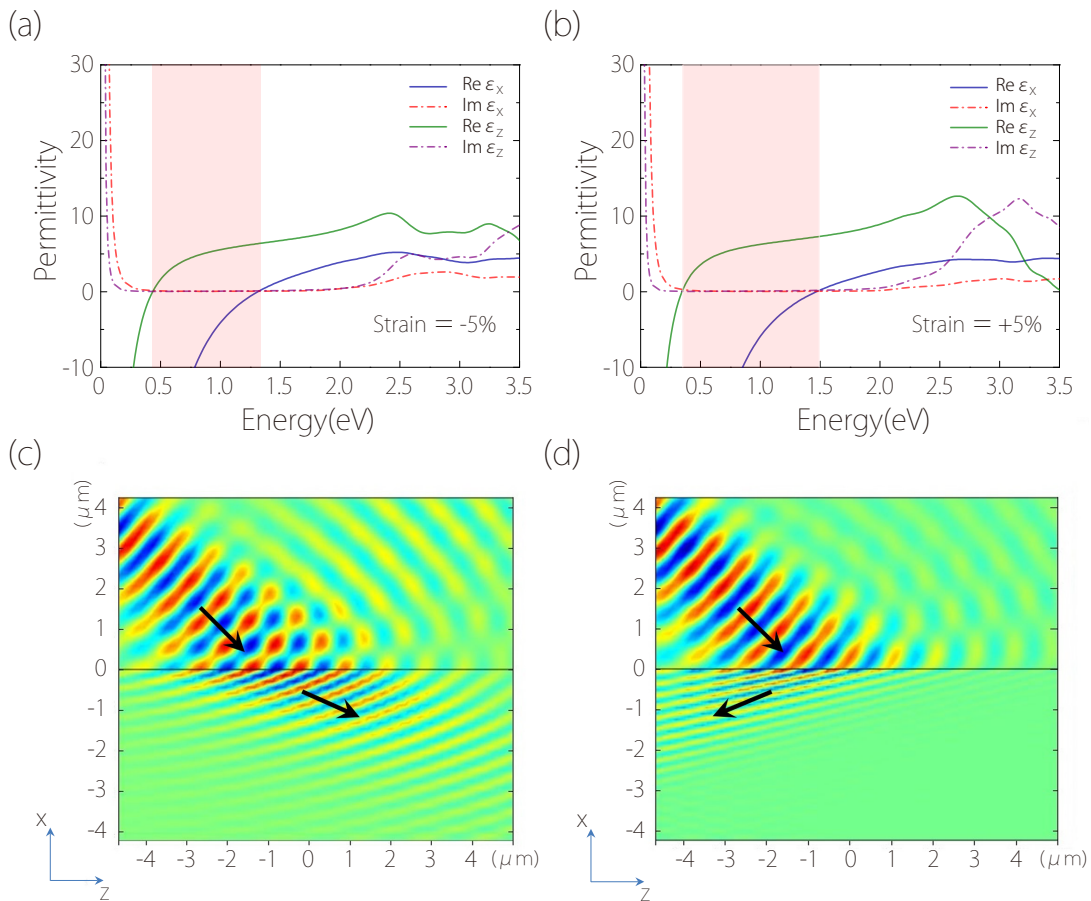 (a)
(b)
30
20
10
0
-10
Permittivity
Re εx
Im εx
Re εz
Im εz
Strain = -5%
0
0.5
1.0
1.5
2.0
2.5
3.0
3.5
Energy(eV)
30
20
10
0
-10
Permittivity
Re εx
Im εx
Re εz
Im εz
Strain = +5%
0
0.5
1.0
1.5
2.0
2.5
3.0
3.5
Energy(eV)
(c)
(d)
(μm)
4
3
2
1
0
-1
-2
-3
-4
-4
-3
-2
-1
0
1
2
3
4
(μm)
X
Z
(μm)
4
3
2
1
0
-1
-2
-3
-4
-4
-3
-2
-1
0
1
2
3
4
(μm)
X
Z